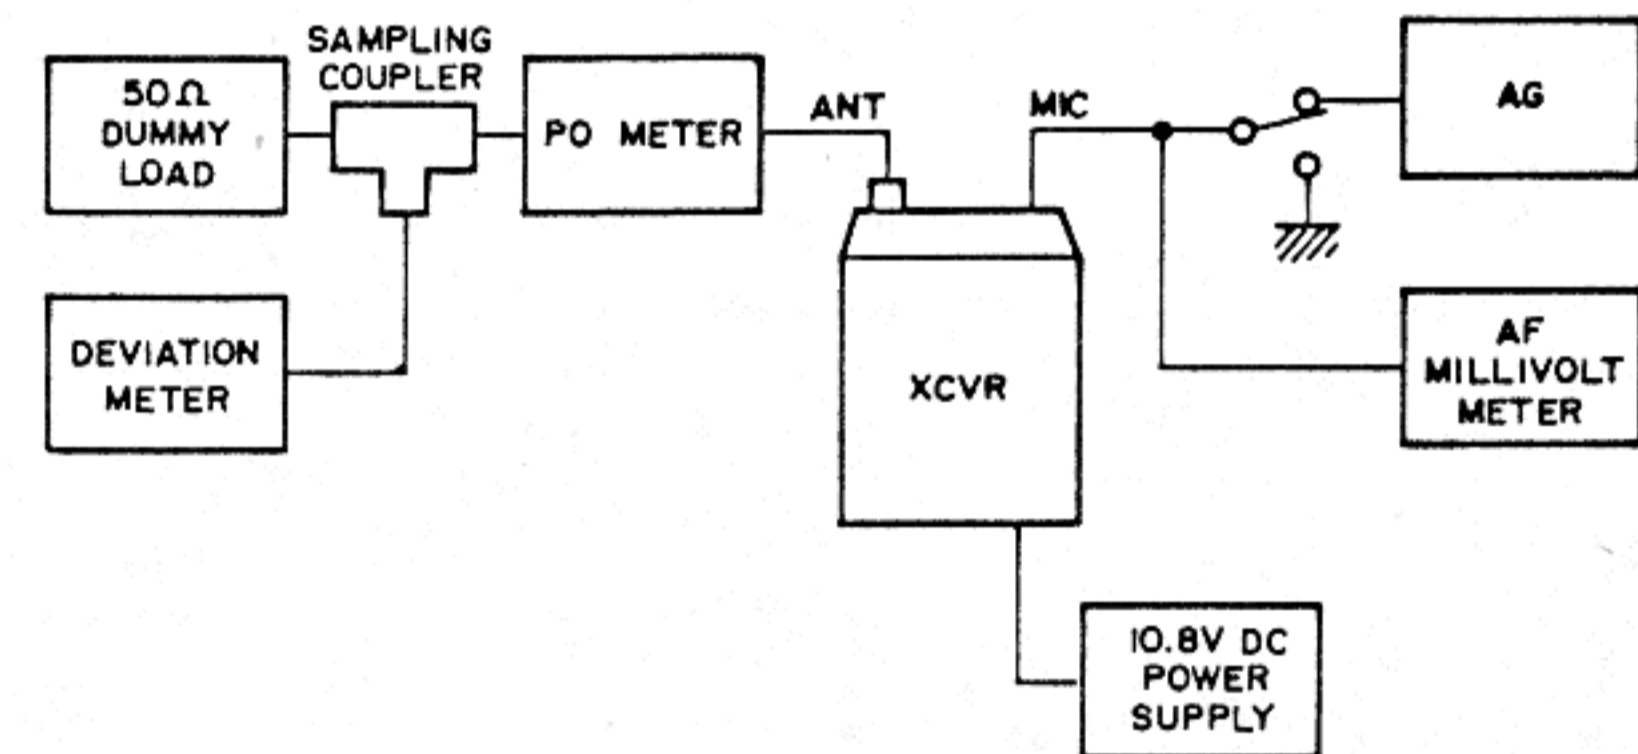 SAMPLING
COUPLER
50Ω
DUMMY
LOAD
PO METER
ANT
MIC
AG
DEVIATION
METER
XCVR
AF
MILLIVOLT
METER
10.8V DC
POWER
SUPPLY